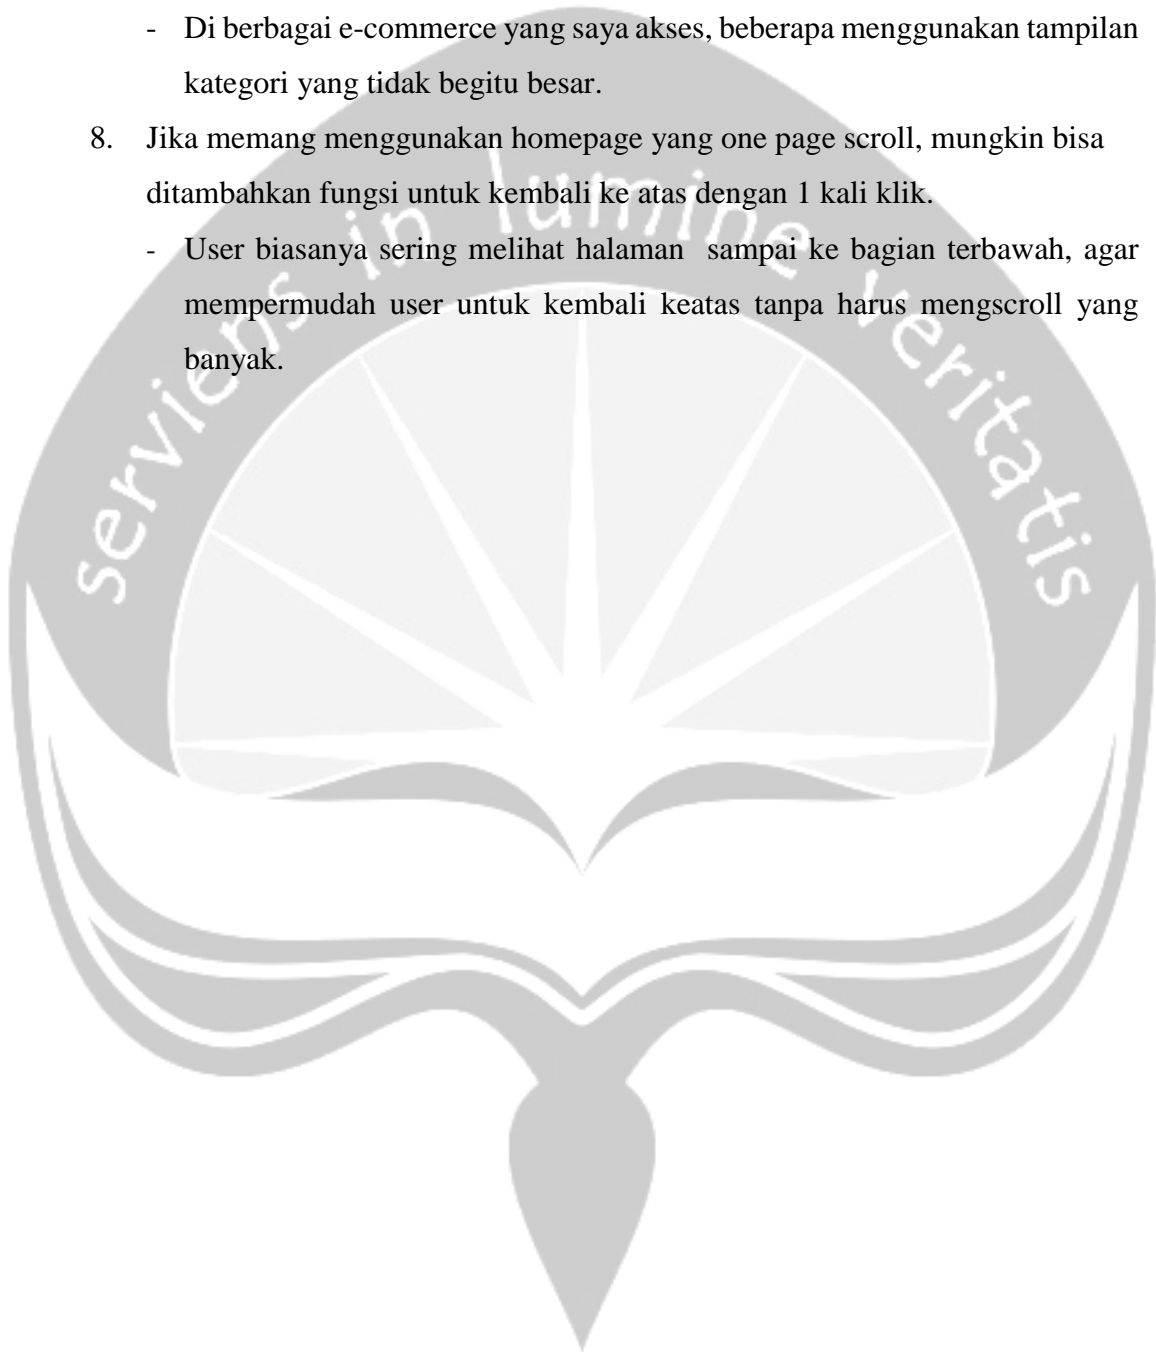 - Di berbagai e-commerce yang saya akses, beberapa menggunakan tampilan
kategori yang tidak begitu besar.
8. Jika memang menggunakan homepage yang one page scroll, mungkin bisa
ditambahkan fungsi untuk kembali ke atas dengan 1 kali klik.
- User biasanya sering melihat halaman sampai ke bagian terbawah, agar
mempermudah user untuk kembali keatas tanpa harus mengscroll yang
banyak.
serviens in lumine veritatis